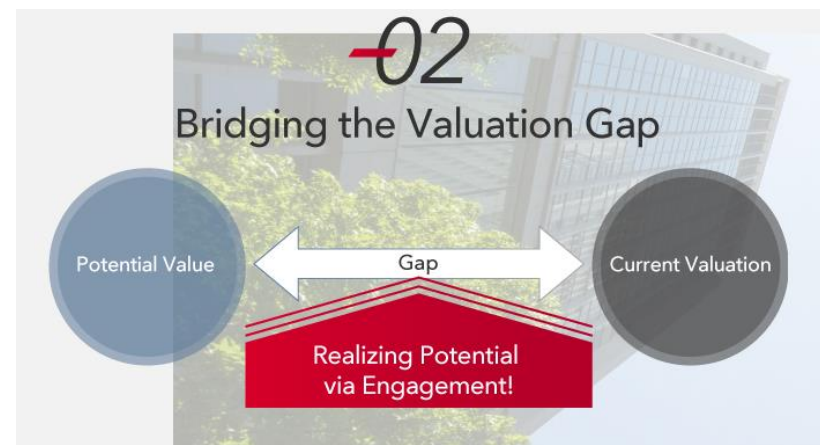 02
Bridging the Valuation Gap
Potential Value
Gap
Current Valuation
Realizing Potential
via Engagement!